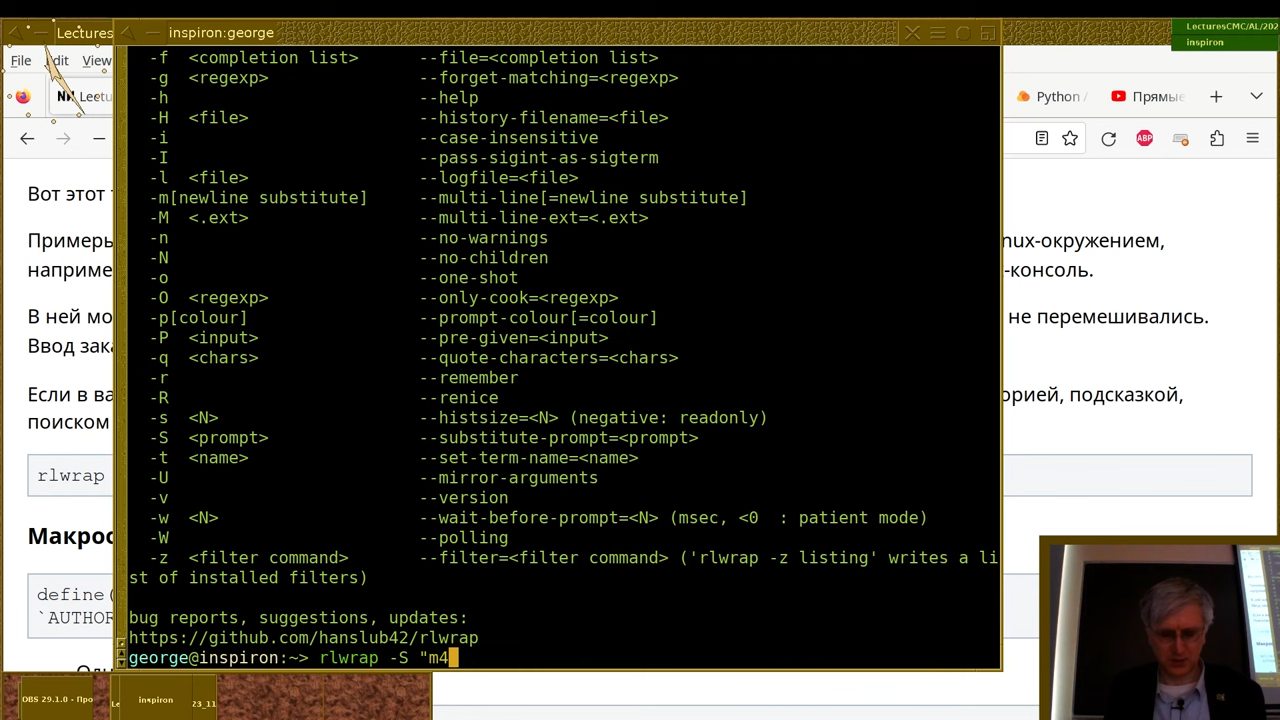 Lectures
inspiron:george
LecturesCMC/AL/202
inspiron
File Edit View
Lectu
Python /
Прямые
Вот этот
Примеры
nux-окружением,
наприме
-консоль.
В ней мо
не перемешивались.
Ввод зака
Если в ва
орией, подсказкой,
поиском
rlwrap
Макрос
define(
`AUTHOR
-f <completion list> --file=<completion list>
-g <regexp> --forget-matching=<regexp>
-h --help
-H <file> --history-filename=<file>
-i --case-insensitive
-I --pass-sigint-as-sigterm
-l <file> --logfile=<file>
-m[newline substitute] --multi-line[=newline substitute]
-M <.ext> --multi-line-ext=<.ext>
-n --no-warnings
-N --no-children
-o --one-shot
-O <regexp> --only-cook=<regexp>
-p[colour] --prompt-colour[=colour]
-P <input> --pre-given=<input>
-q <chars> --quote-characters=<chars>
-r --remember
-R --renice
-s <N> --histsize=<N> (negative: readonly)
-S <prompt> --substitute-prompt=<prompt>
-t <name> --set-term-name=<name>
-U --mirror-arguments
-v --version
-w <N> --wait-before-prompt=<N> (msec, <0  : patient mode)
-W --polling
-z <filter command> --filter=<filter command> ('rlwrap -z listing' writes a li
st of installed filters)
bug reports, suggestions, updates:
https://github.com/hanslub42/rlwrap
george@inspiron:~> rlwrap -S "m4
OBS 29.1.0 - Про
inspiron
23_11